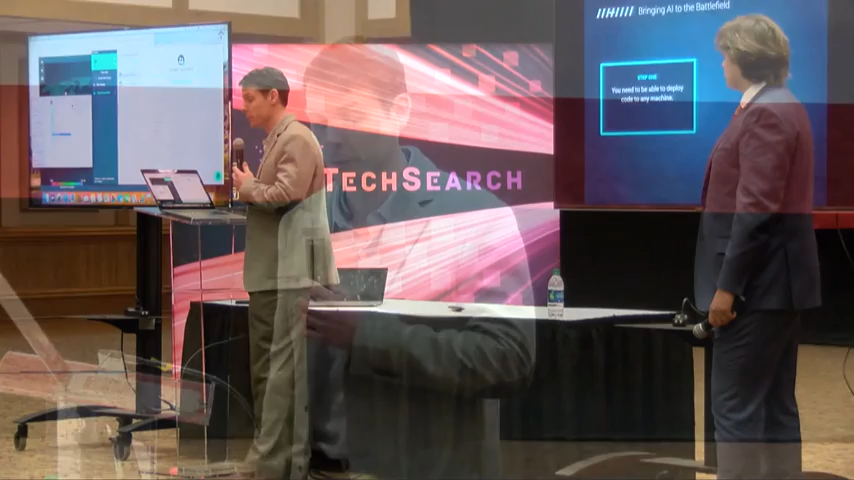 Bringing AI to the Battlefield
STEP ONE
You need to be able to deploy
code to any machine.
TECHSEARCH